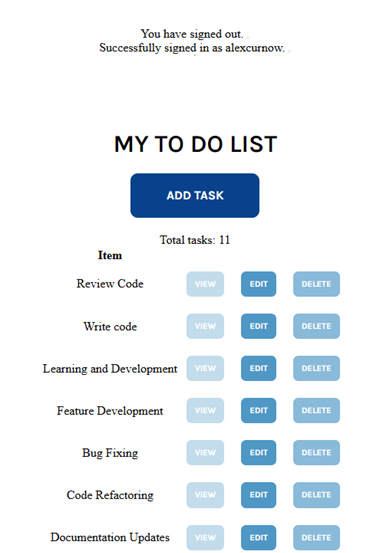 You have signed out.
Successfully signed in as alexcurnow.
MY TO DO LIST
ADD TASK
Total tasks: 11
Item
Review Code VIEW EDIT DELETE
Write code VIEW EDIT DELETE
Learning and Development VIEW EDIT DELETE
Feature Development VIEW EDIT DELETE
Bug Fixing VIEW EDIT DELETE
Code Refactoring VIEW EDIT DELETE
Documentation Updates VIEW EDIT DELETE